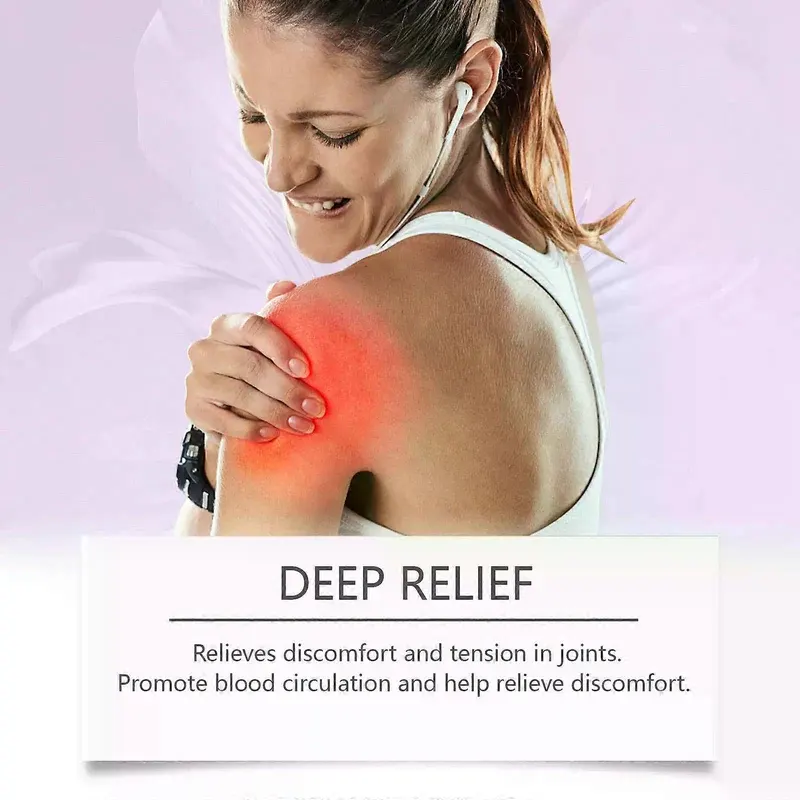 DEEP RELIEF
Relieves discomfort and tension in joints.
Promote blood circulation and help relieve discomfort.